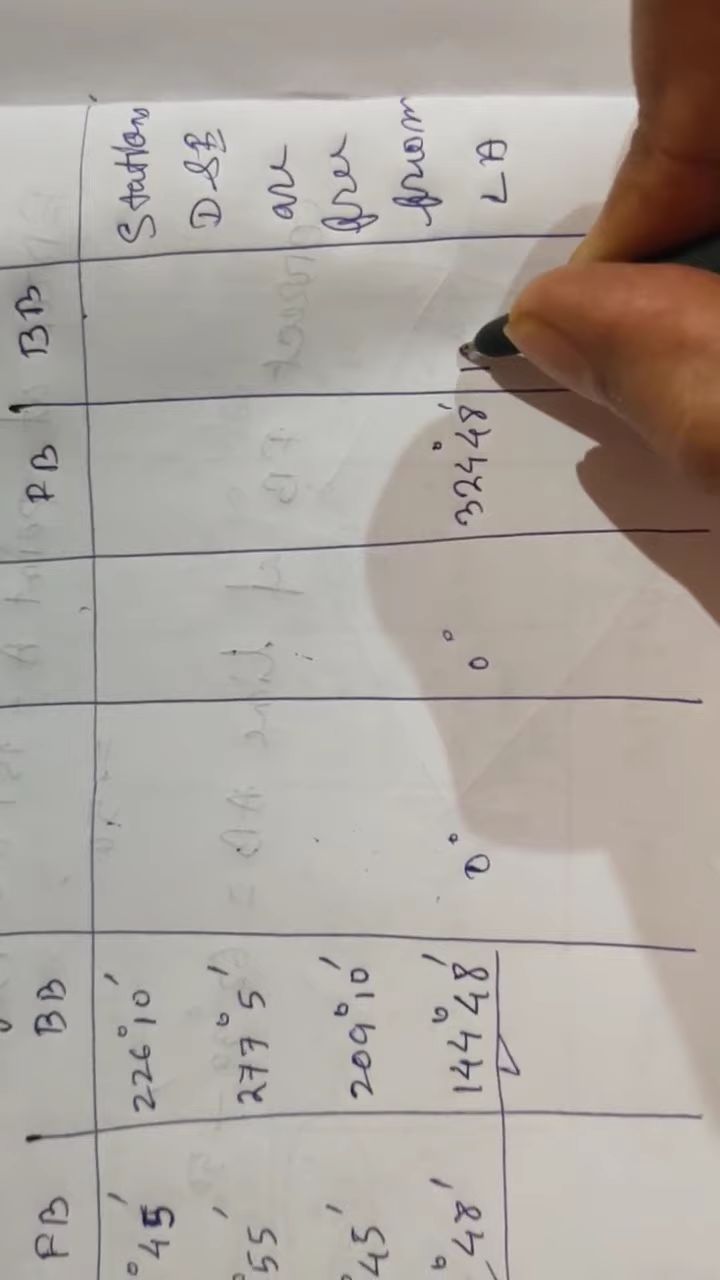 FB BB FB BB
°45' 226°10' Station
D & E
°55' 277°5' are
°45' 209°10' free
from
°48' 144°48' 0° 0° 324°48' LA